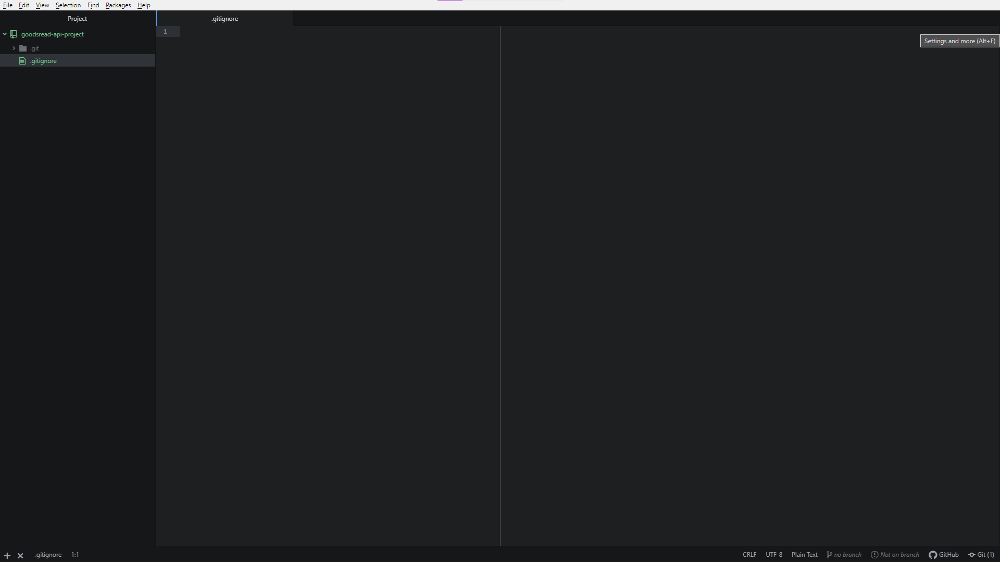 File Edit View Selection Find Packages Help
Project
.gitignore
goodsread-api-project
1
Settings and more (Alt+F)
.git
.gitignore
.gitignore 1:1 CRLF UTF-8 Plain Text no branch Not on branch GitHub Git (1)